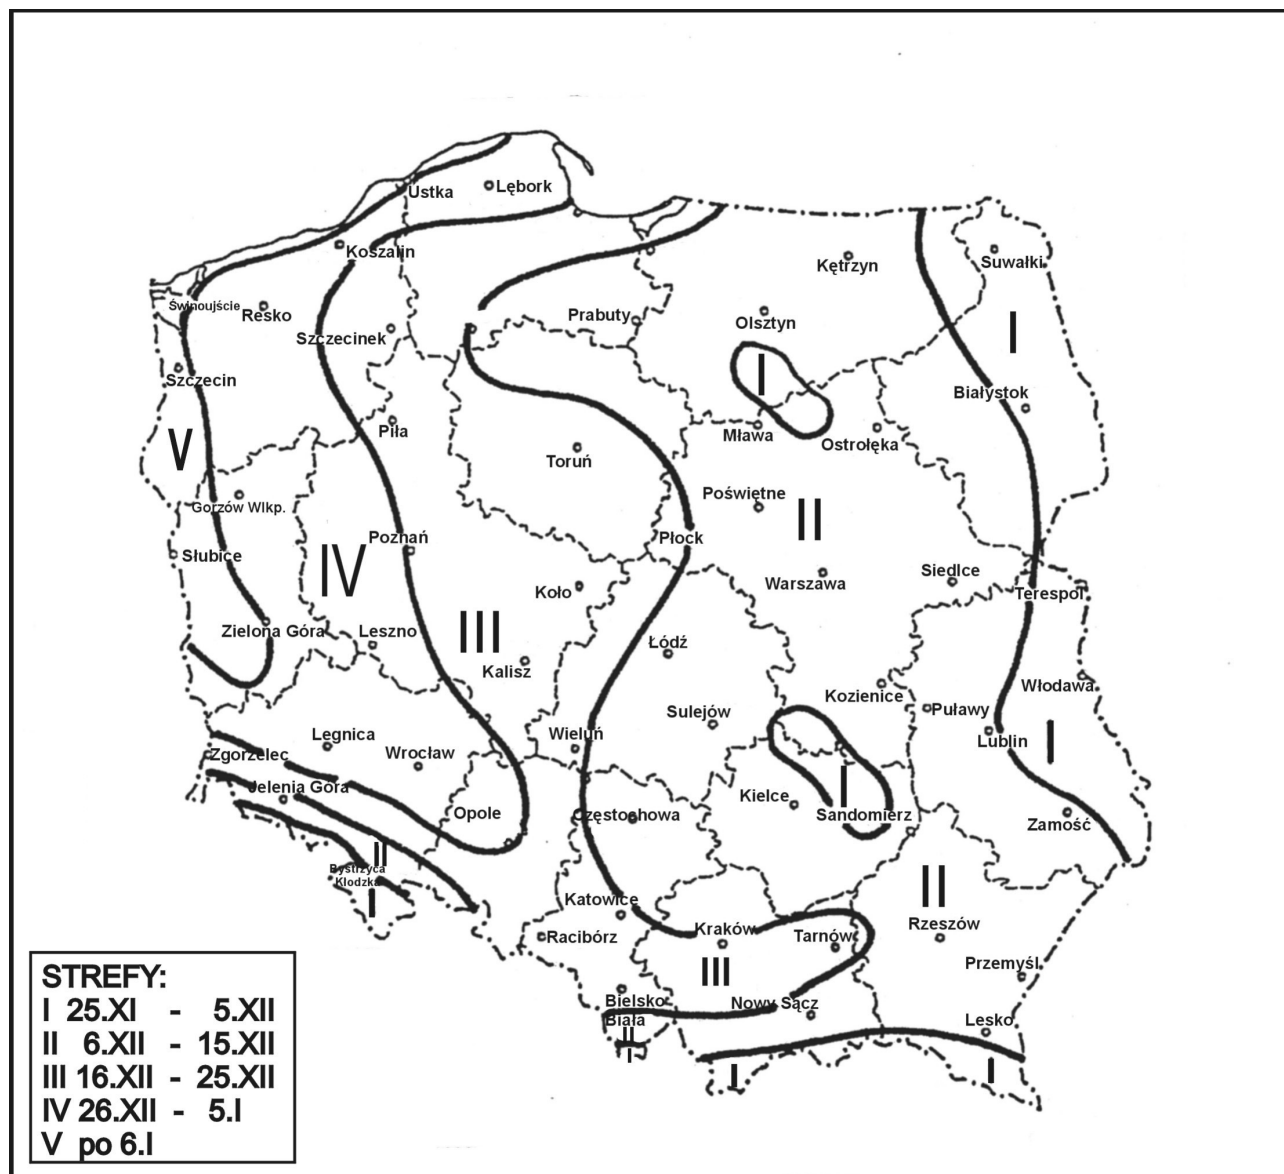 Ustka
Lębork
Koszalin
Kętrzyn
Suwałki
Świnoujście
Resko
Prabuty
Olsztyn
I
Szczecinek
I
Szczecin
Białystok
Piła
Mława
Ostrołęka
V
Toruń
Poświętne
Gorzów Wlkp.
II
Poznań
Płock
Słubice
IV
Siedlce
Warszawa
Koło
Terespol
Zielona Góra
Leszno
III
Łódź
Kalisz
Włodawa
Kozienice
Puławy
Sulejów
Legnica
Wieluń
Lublin
I
Zgorzelec
Wrocław
Jelenia Góra
Kielce
I
Opole
Częstochowa
Sandomierz
Zamość
II
Bystrzyca
Kłodzka
I
II
Katowice
Rzeszów
Kraków
Tarnów
Racibórz
Przemyśl
III
Bielsko
Biała
Nowy Sącz
Lesko
II
I
I
I
STREFY:
I 25.XI - 5.XII
II 6.XII - 15.XII
III 16.XII - 25.XII
IV 26.XII - 5.I
V po 6.I